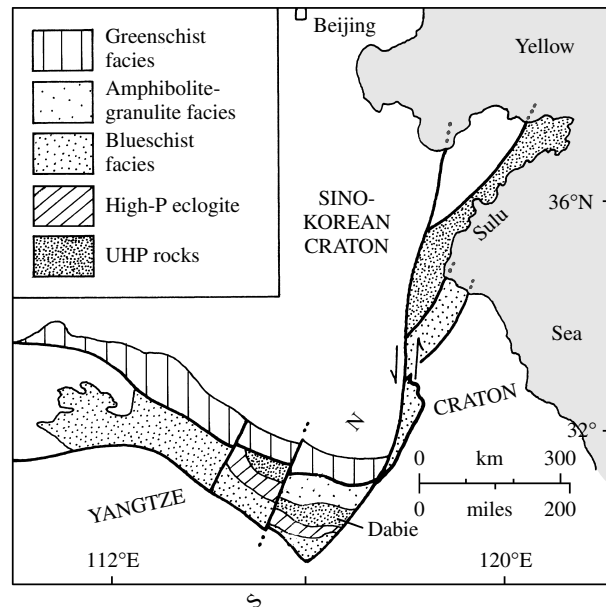 Greenschist
facies
Amphibolite-
granulite facies
Blueschist
facies
High-P eclogite
UHP rocks
Beijing
Yellow
SINO-
KOREAN
CRATON
36°N
Sulu
Sea
N
CRATON
32°
0 km 300
0 miles 200
YANGTZE
Dabie
112°E
120°E
S